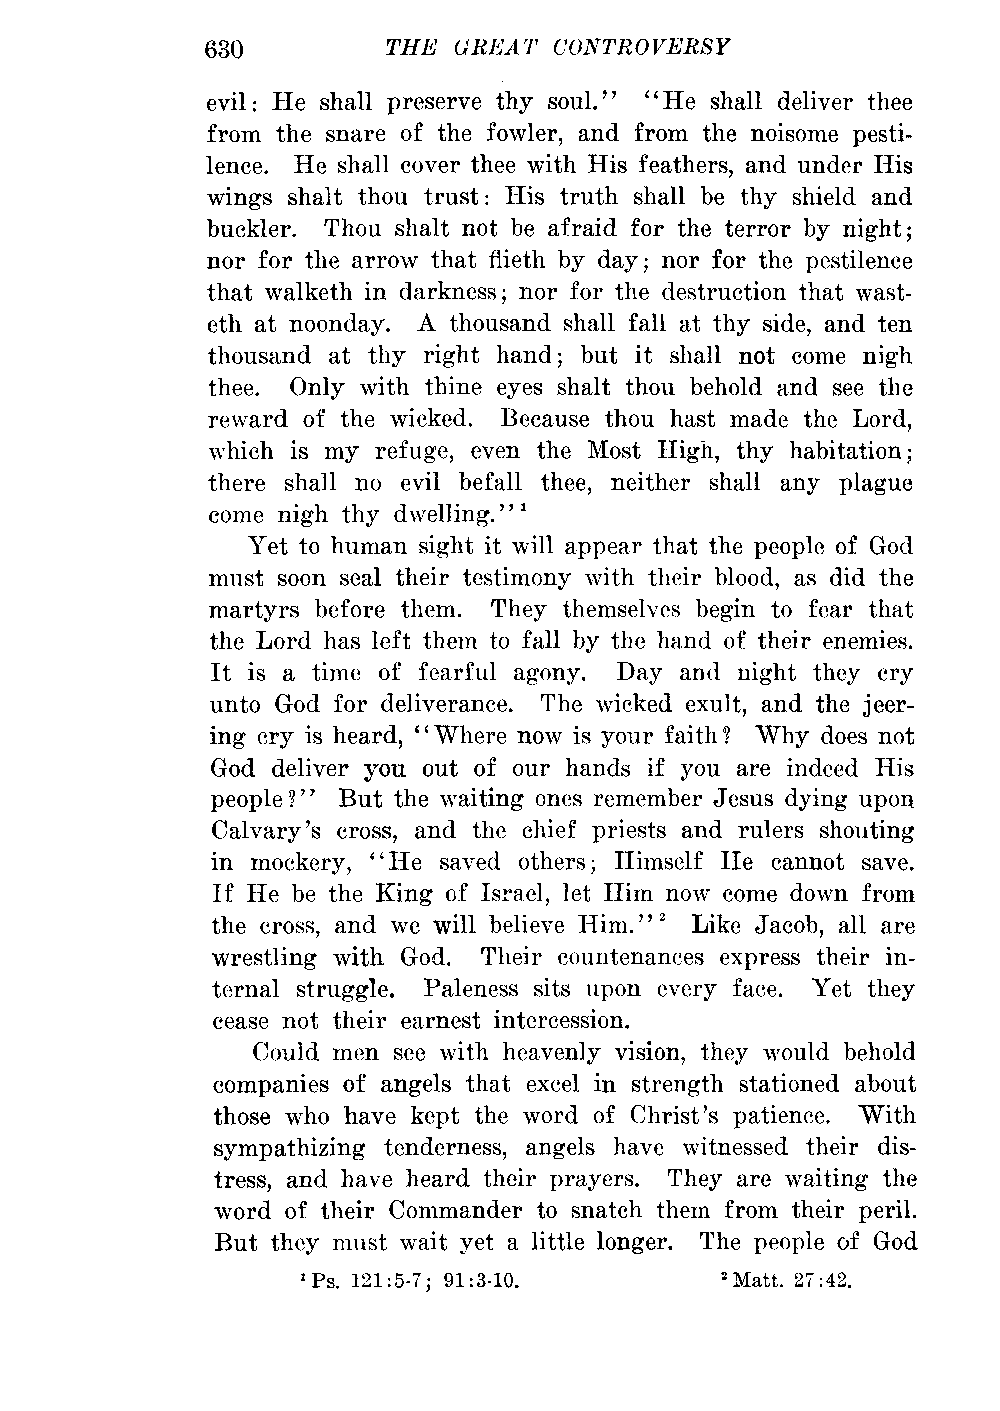 630 THE GREAT CONTROVERSY
evil: He shall preserve thy soul.'' ``He shall deliver thee
from the snare of the fowler, and from the noisome pesti-
lence. He shall cover thee with His feathers, and under His
wings shalt thou trust: His truth shall be thy shield and
buckler. Thou shalt not be afraid for the terror by night;
nor for the arrow that flieth by day; nor for the pestilence
that walketh in darkness; nor for the destruction that wast-
eth at noonday. A thousand shall fall at thy side, and ten
thousand at thy right hand; but it shall not come nigh
thee. Only with thine eyes shalt thou behold and see the
reward of the wicked. Because thou hast made the Lord,
which is my refuge, even the Most High, thy habitation;
there shall no evil befall thee, neither shall any plague
come nigh thy dwelling.''¹
Yet to human sight it will appear that the people of God
must soon seal their testimony with their blood, as did the
martyrs before them. They themselves begin to fear that
the Lord has left them to fall by the hand of their enemies.
It is a time of fearful agony. Day and night they cry
unto God for deliverance. The wicked exult, and the jeer-
ing cry is heard, ``Where now is your faith? Why does not
God deliver you out of our hands if you are indeed His
people?'' But the waiting ones remember Jesus dying upon
Calvary's cross, and the chief priests and rulers shouting
in mockery, ``He saved others; Himself He cannot save.
If He be the King of Israel, let Him now come down from
the cross, and we will believe Him.''² Like Jacob, all are
wrestling with God. Their countenances express their in-
ternal struggle. Paleness sits upon every face. Yet they
cease not their earnest intercession.
Could men see with heavenly vision, they would behold
companies of angels that excel in strength stationed about
those who have kept the word of Christ's patience. With
sympathizing tenderness, angels have witnessed their dis-
tress, and have heard their prayers. They are waiting the
word of their Commander to snatch them from their peril.
But they must wait yet a little longer. The people of God
¹Ps. 121:5-7; 91:3-10. ²Matt. 27:42.